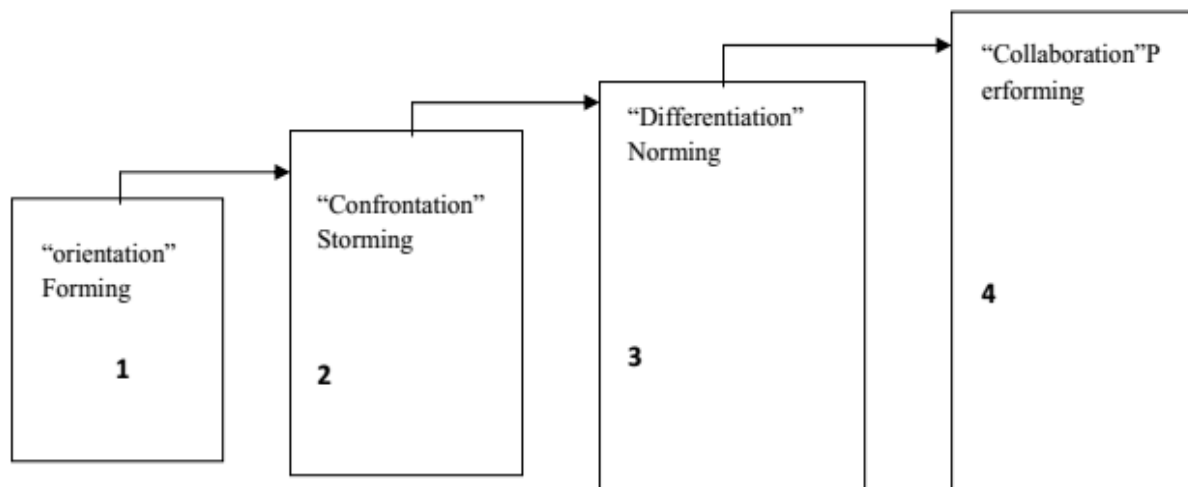 “orientation”
Forming
1
“Confrontation”
Storming
2
“Differentiation”
Norming
3
“Collaboration”P
erforming
4